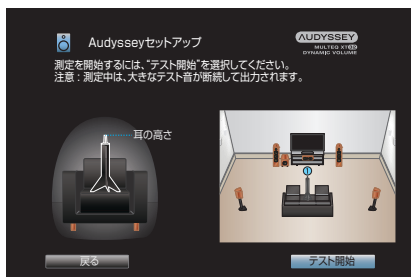 Audysseyセットアップ
AUDYSSEY
MULTEQ XT32
DYNAMIC VOLUME
測定を開始するには、“テスト開始”を選択してください。
注意：測定中は、大きなテスト音が断続して出力されます。
耳の高さ
戻る
テスト開始